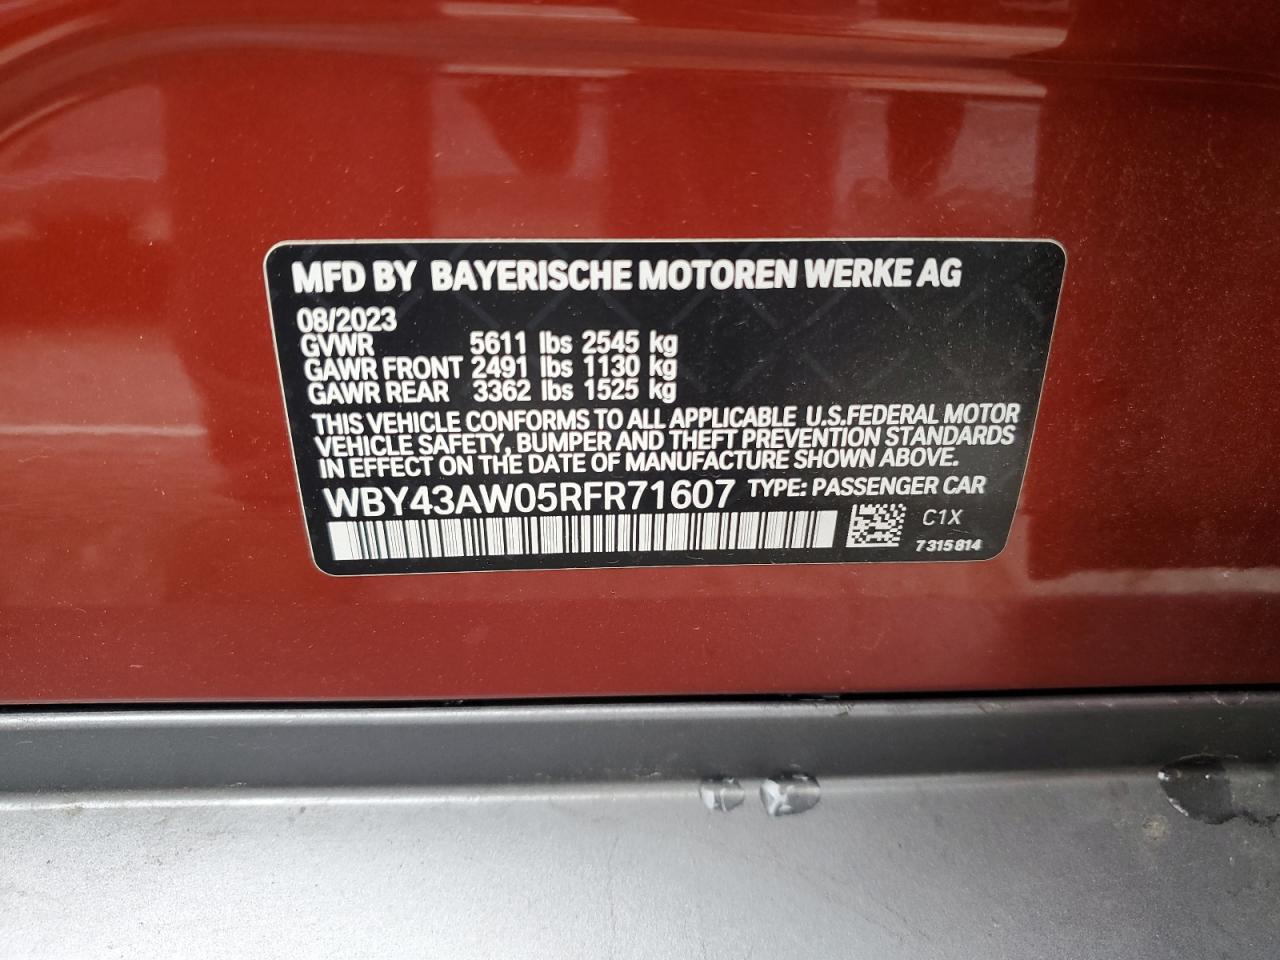 MFD BY BAYERISCHE MOTOREN WERKE AG
08/2023
GVWR 5611 lbs 2545 kg
GAWR FRONT 2491 lbs 1130 kg
GAWR REAR 3362 lbs 1525 kg
THIS VEHICLE CONFORMS TO ALL APPLICABLE U.S.FEDERAL MOTOR
VEHICLE SAFETY, BUMPER AND THEFT PREVENTION STANDARDS
IN EFFECT ON THE DATE OF MANUFACTURE SHOWN ABOVE.
WBY43AW05RFR71607 TYPE: PASSENGER CAR
C1X
7315814